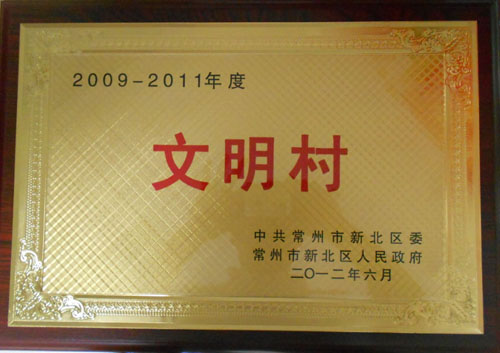 2009-2011年度
文明村
中共常州市新北区委
常州市新北区人民政府
二〇一二年六月